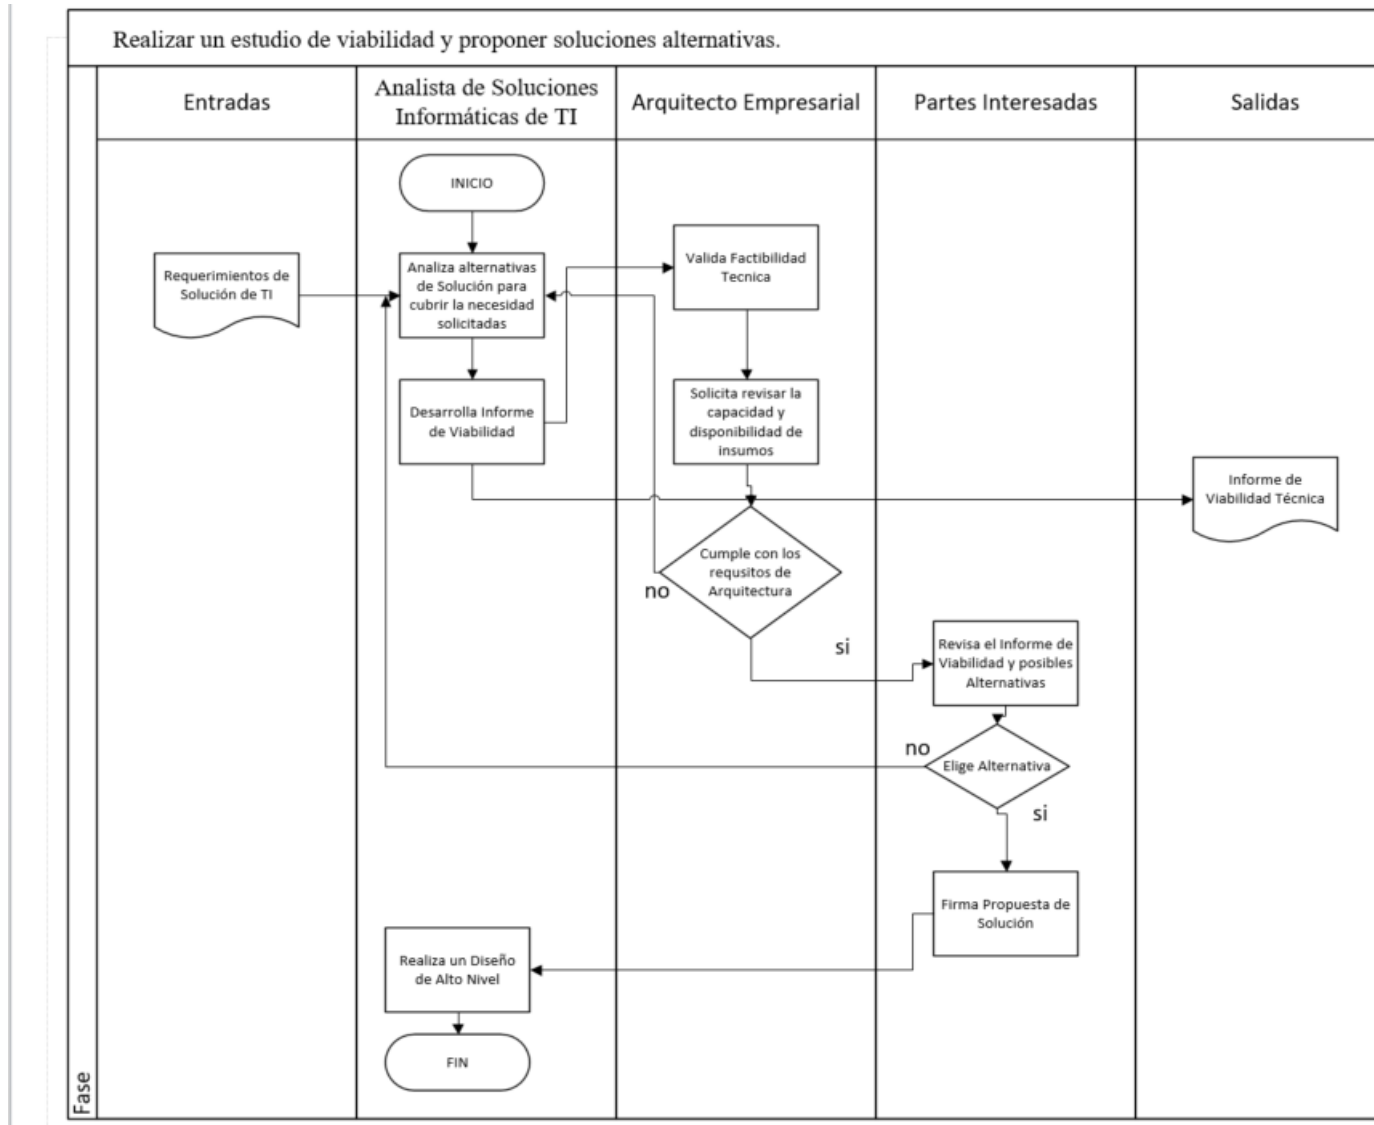 Realizar un estudio de viabilidad y proponer soluciones alternativas.
Entradas
Analista de Soluciones
Informáticas de TI
Arquitecto Empresarial
Partes Interesadas
Salidas
INICIO
Requerimientos de
Solución de TI
Analiza alternativas
de Solución para
cubrir la necesidad
solicitadas
Valida Factibilidad
Tecnica
Desarrolla Informe
de Viabilidad
Solicita revisar la
capacidad y
disponibilidad de
insumos
Informe de
Viabilidad Técnica
Cumple con los
requsitos de
Arquitectura
no
si
Revisa el Informe de
Viabilidad y posibles
Alternativas
no
Elige Alternativa
si
Firma Propuesta de
Solución
Realiza un Diseño
de Alto Nivel
FIN
Fase